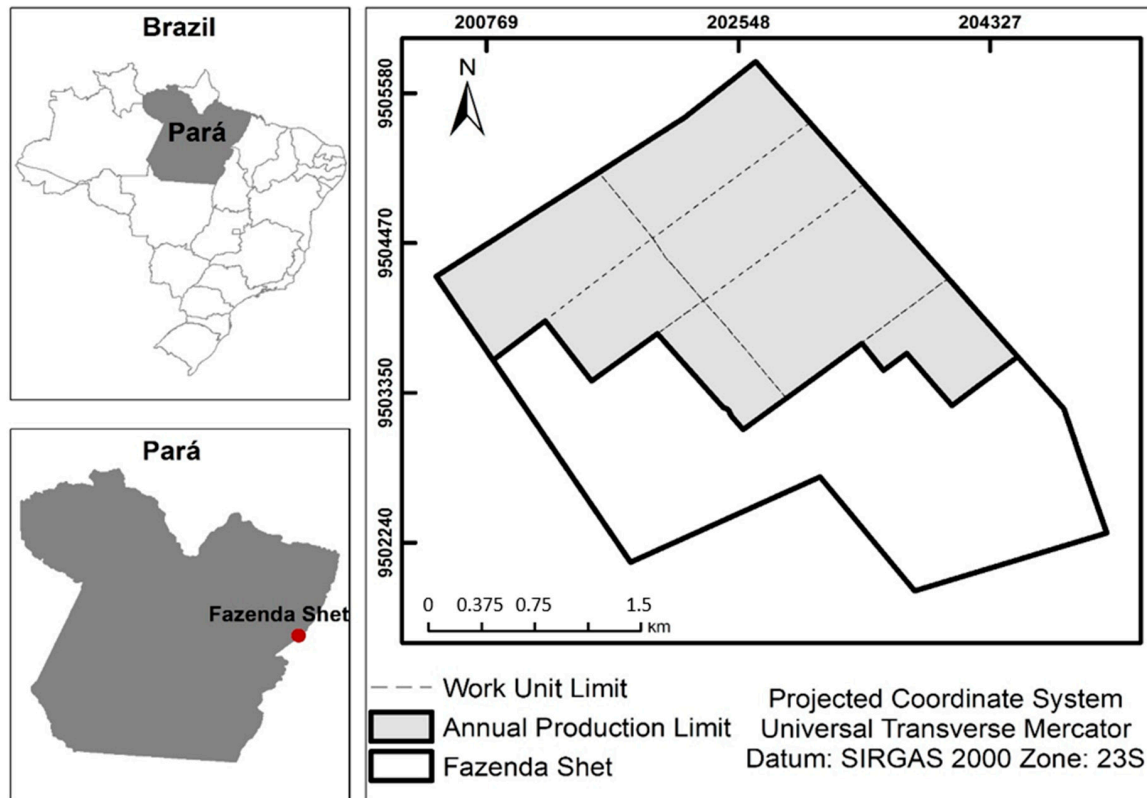 Brazil
Pará
Pará
Fazenda Shet
200769 202548 204327
N
9505580
9504470
9503350
9502240
0 0.375 0.75 1.5
km
Work Unit Limit
Annual Production Limit
Fazenda Shet
Projected Coordinate System
Universal Transverse Mercator
Datum: SIRGAS 2000 Zone: 23S